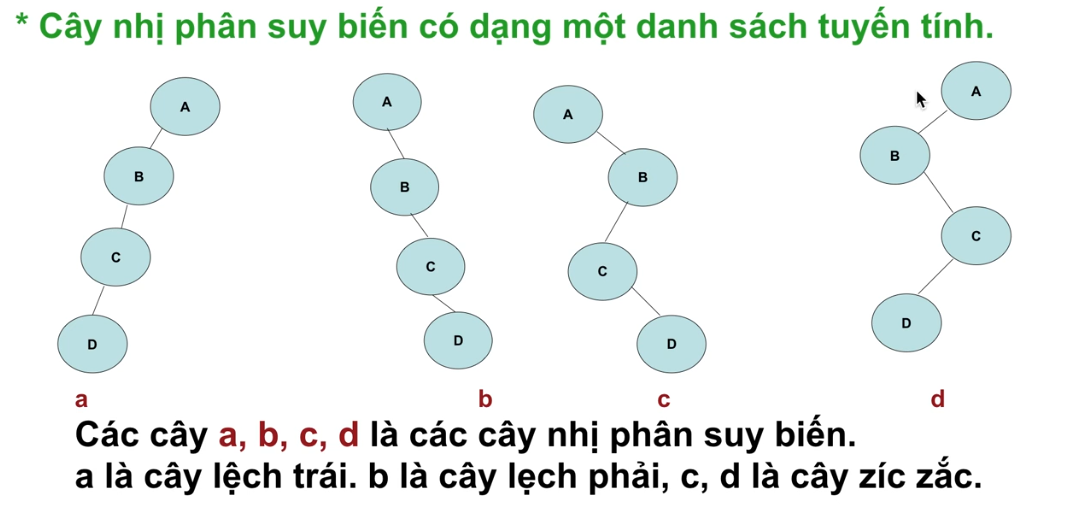 * Cây nhị phân suy biến có dạng một danh sách tuyến tính.
A
B
C
D
A
B
C
D
A
B
C
D
A
B
C
D
a b c d
Các cây a, b, c, d là các cây nhị phân suy biến.
a là cây lệch trái. b là cây lẹch phải, c, d là cây zíc zắc.